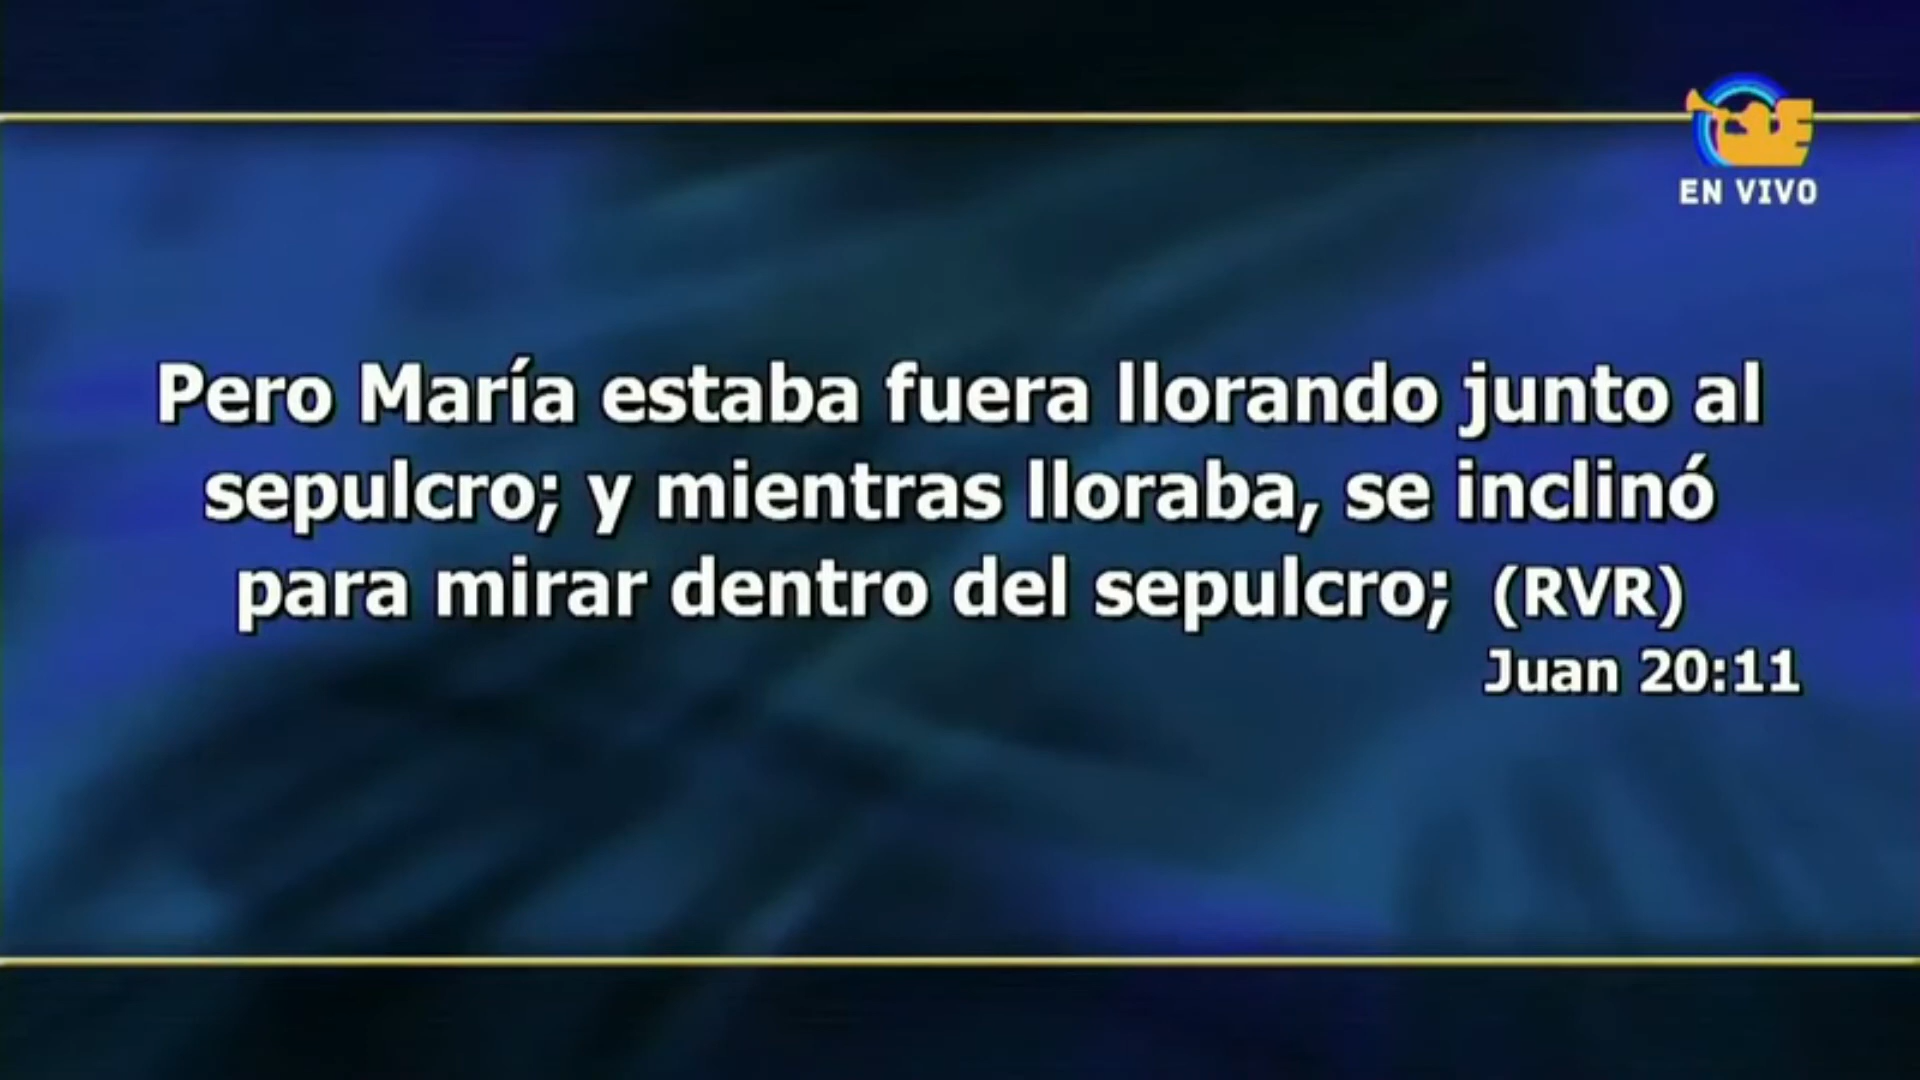 EN VIVO
Pero María estaba fuera llorando junto al
sepulcro; y mientras lloraba, se inclinó
para mirar dentro del sepulcro; (RVR)
Juan 20:11